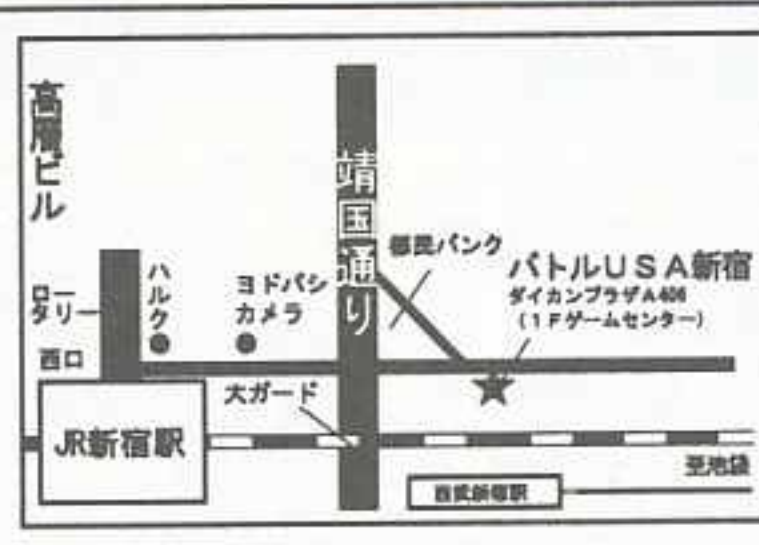 高層ビル
靖国通り
都民バンク
バトルUSA新宿
ダイカンプラザA406
(1Fゲームセンター)
ロータリー
ハルク
ヨドバシ
カメラ
西口
大ガード
JR新宿駅
至池袋
西武新宿駅